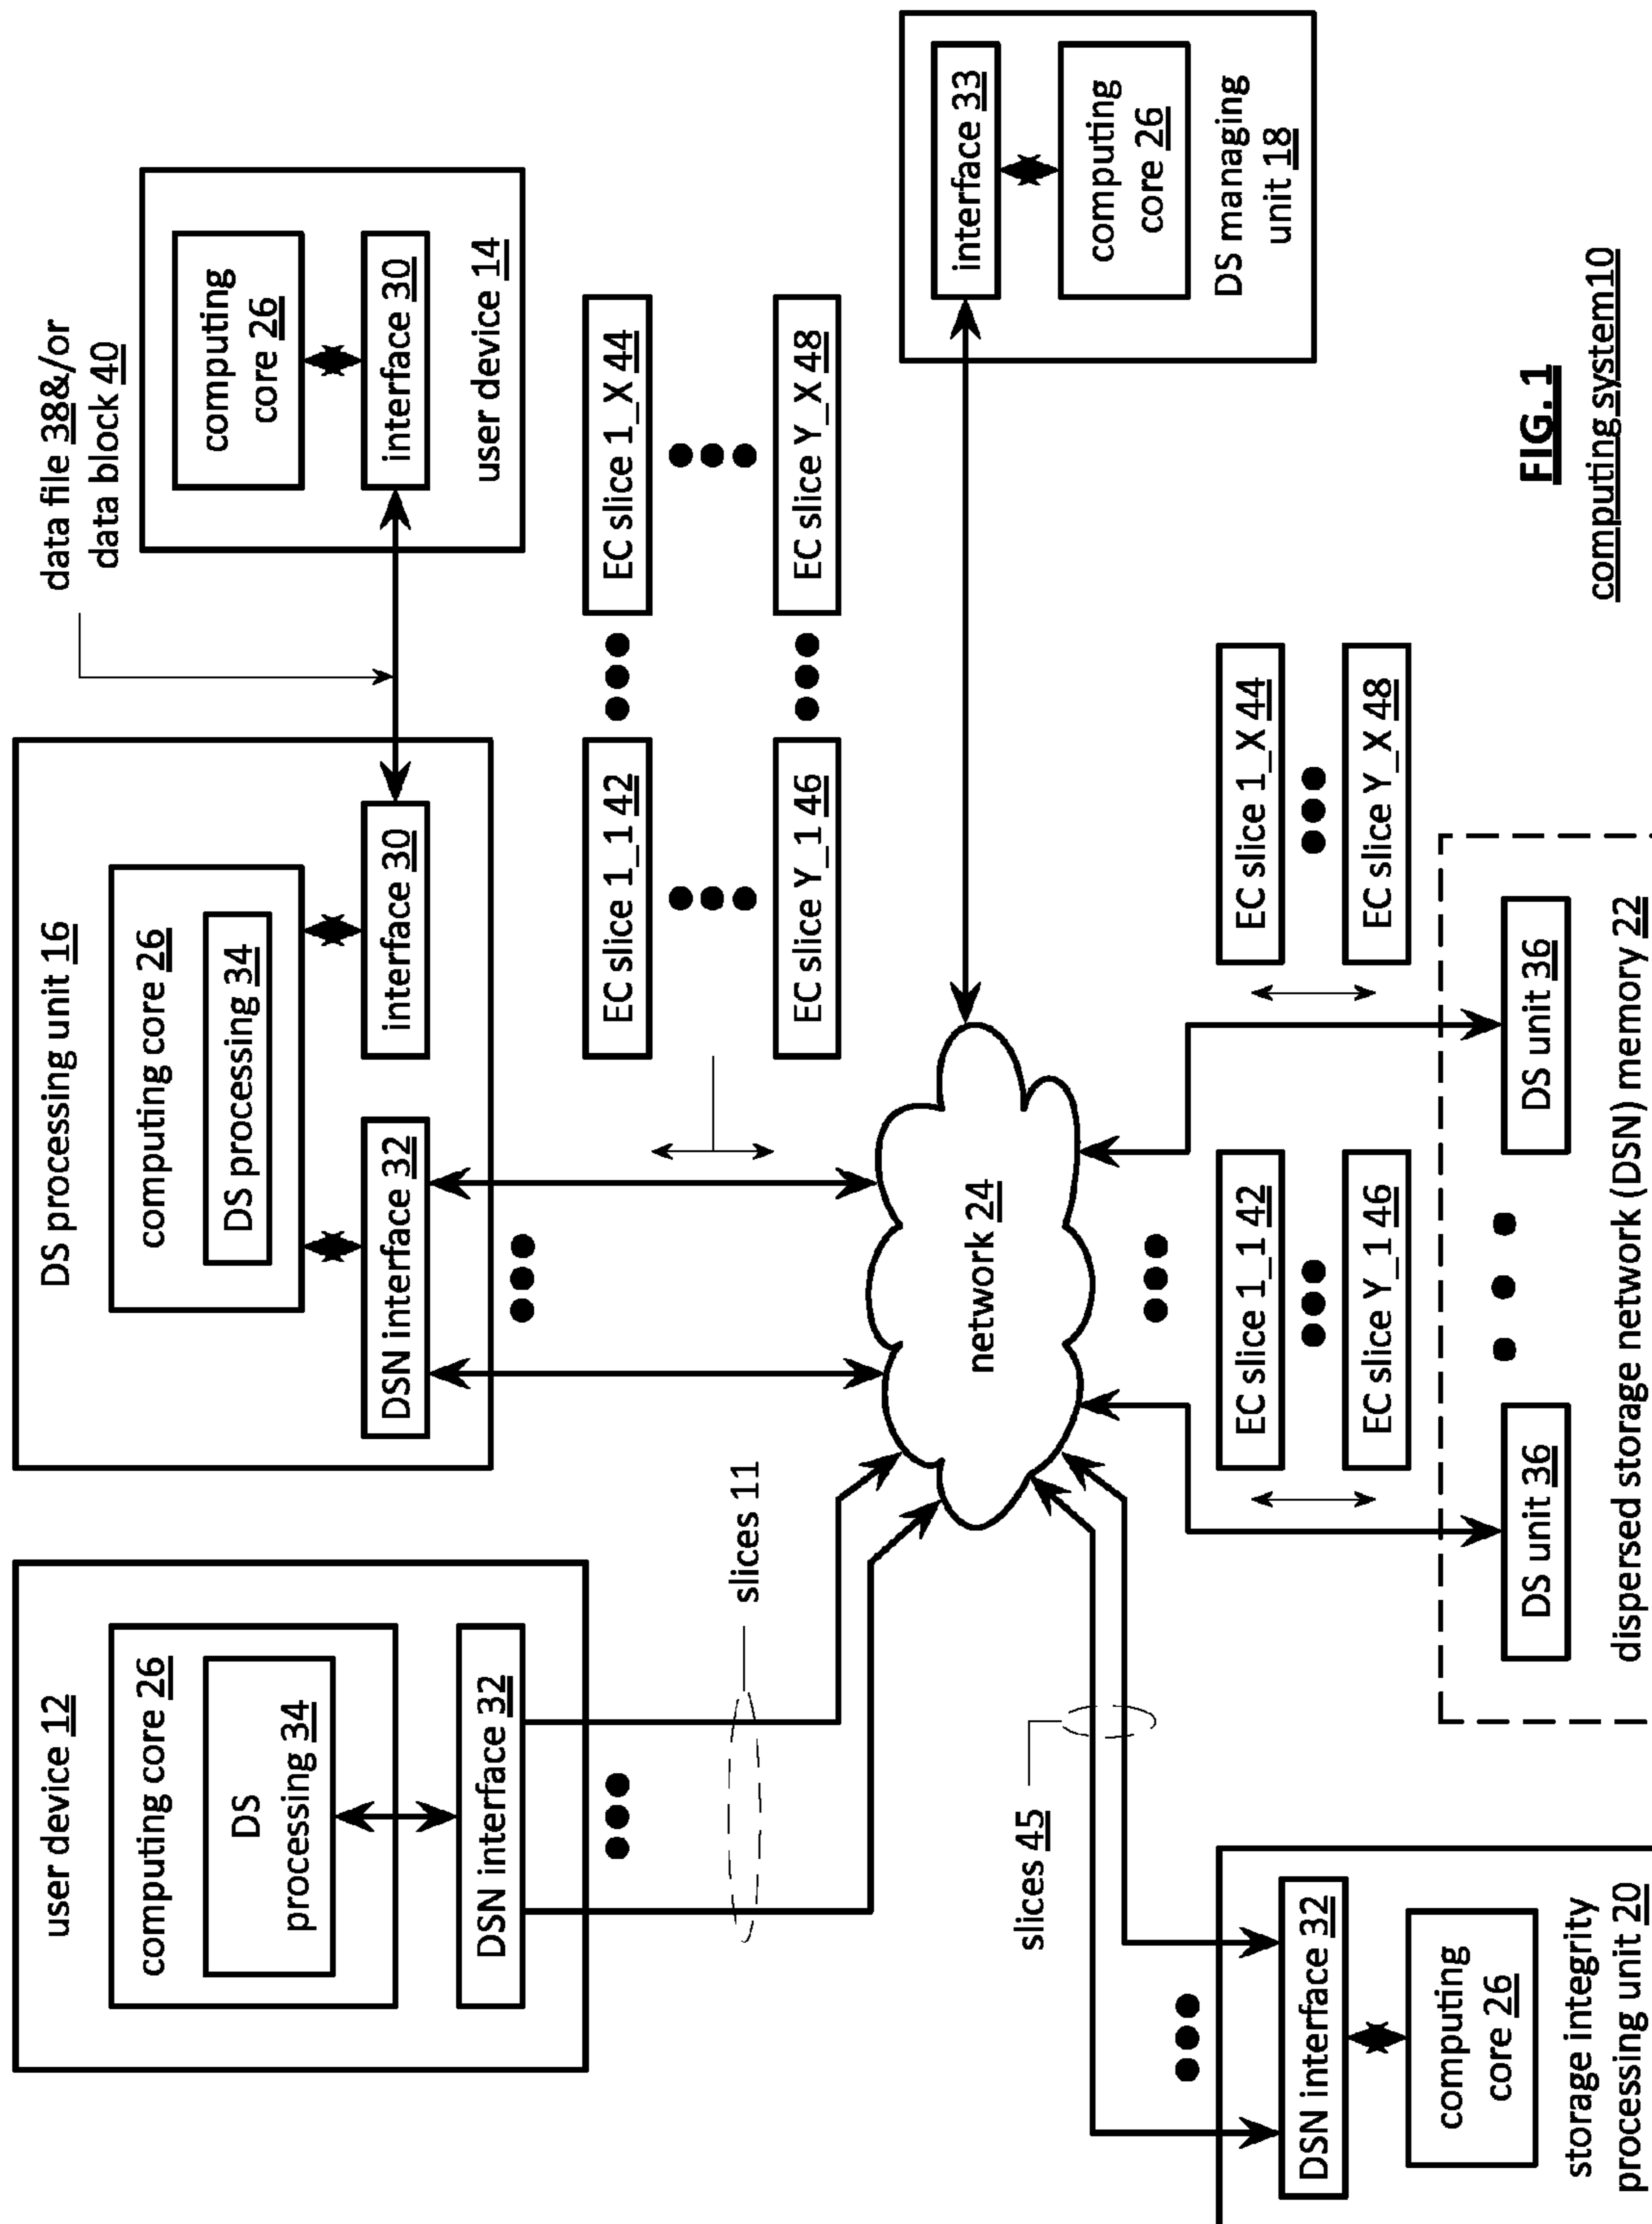 user device 12
computing core 26
DS
processing 34
DSN interface 32
slices 11
DS processing unit 16
computing core 26
DS processing 34
DSN interface 32
interface 30
data file 38&/or
data block 40
computing
core 26
interface 30
user device 14
EC slice 1_1 42
EC slice 1_X 44
EC slice Y_1 46
EC slice Y_X 48
network 24
interface 33
computing
core 26
DS managing
unit 18
slices 45
DSN interface 32
computing
core 26
storage integrity
processing unit 20
EC slice 1_1 42
EC slice Y_1 46
EC slice 1_X 44
EC slice Y_X 48
DS unit 36
DS unit 36
dispersed storage network (DSN) memory 22
FIG. 1
computing system10